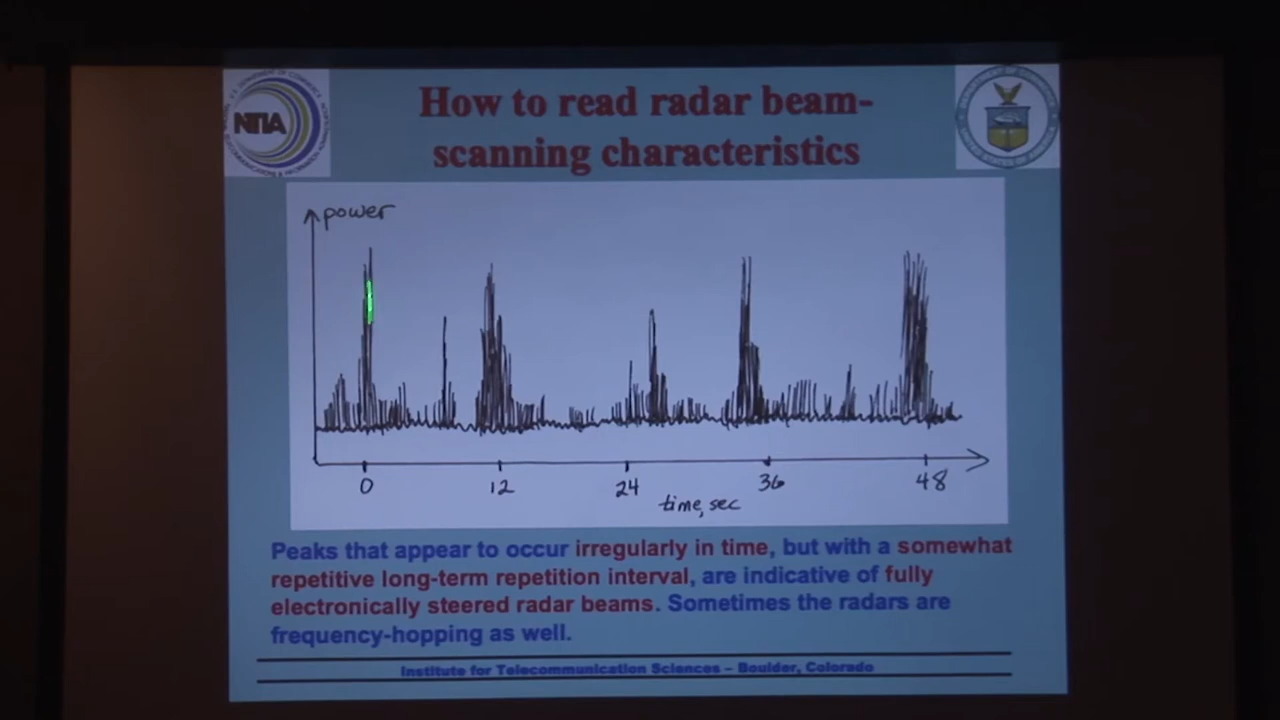 NTIA
How to read radar beam-
scanning characteristics
power
0 12 24 36 48
time, sec
Peaks that appear to occur irregularly in time, but with a somewhat
repetitive long-term repetition interval, are indicative of fully
electronically steered radar beams. Sometimes the radars are
frequency-hopping as well.
Institute for Telecommunication Sciences – Boulder, Colorado